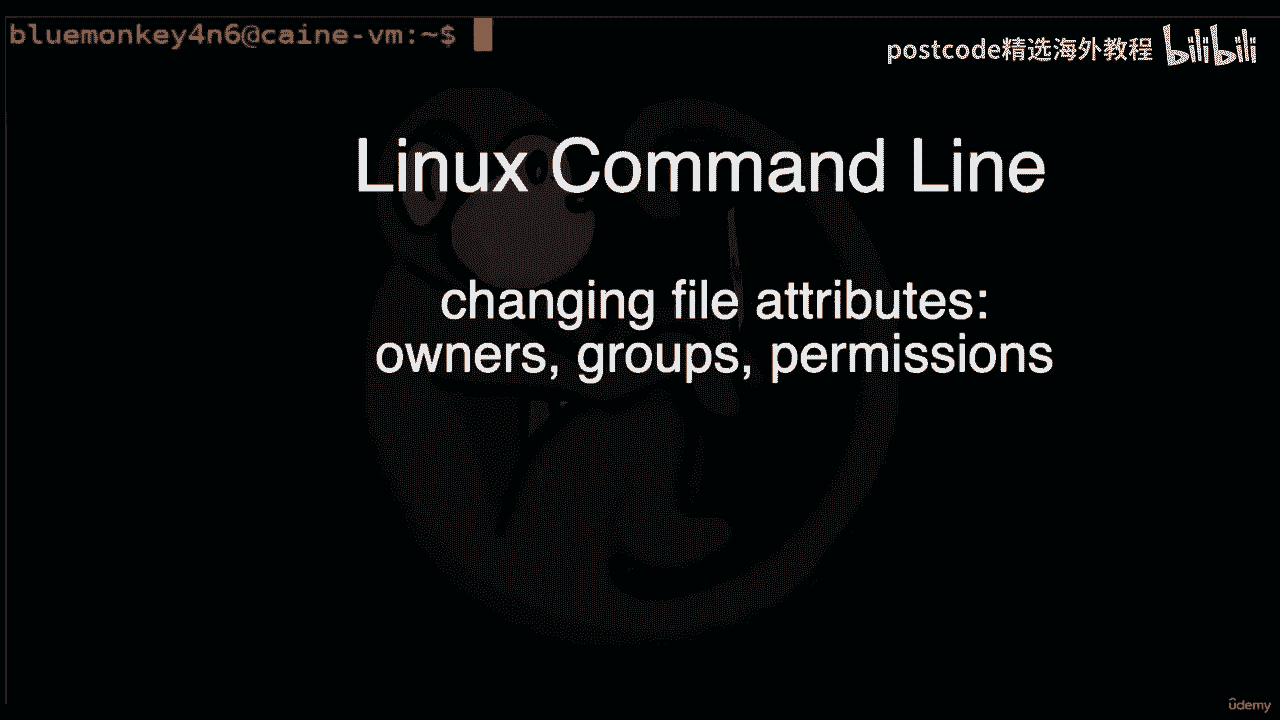 bluemonkey4n6@caine-vm:~$
postcode精选海外教程 bilibili
Linux Command Line
changing file attributes:
owners, groups, permissions
ûdemy